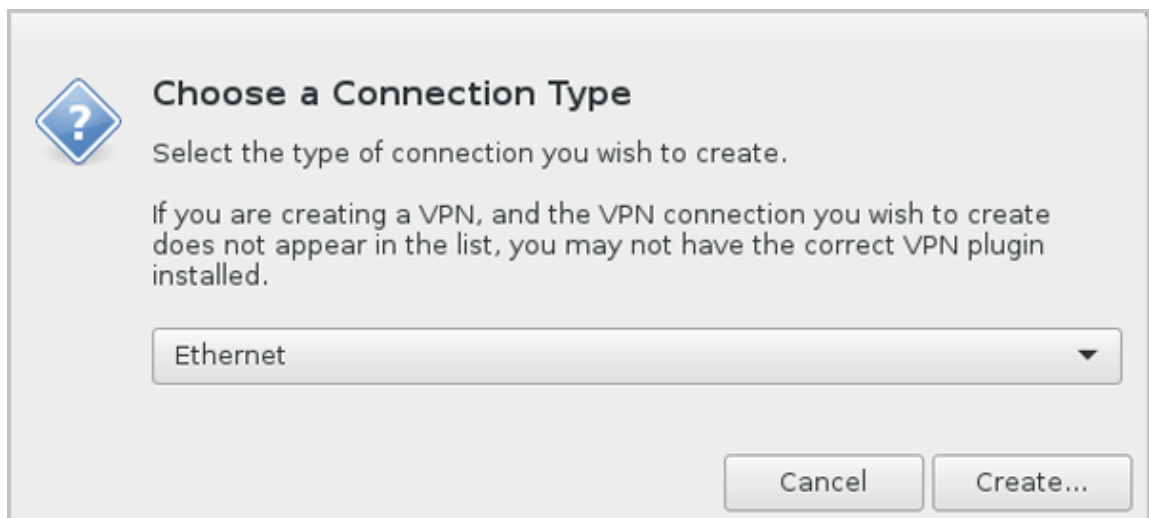 ?
Choose a Connection Type
Select the type of connection you wish to create.
If you are creating a VPN, and the VPN connection you wish to create
does not appear in the list, you may not have the correct VPN plugin
installed.
Ethernet
Cancel
Create...